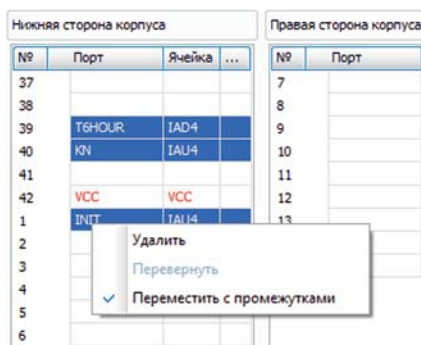 Нижняя сторона корпуса Правая сторона корпуса
№ Порт Ячейка ... № Порт
37 7
38 8
39 T6HOUR IAD4 9
40 KN IAU4 10
41 11
42 VCC VCC 12
1 INIT IAU4 13
2 Удалить
3 Перевернуть
4 Переместить с промежутками
5
6